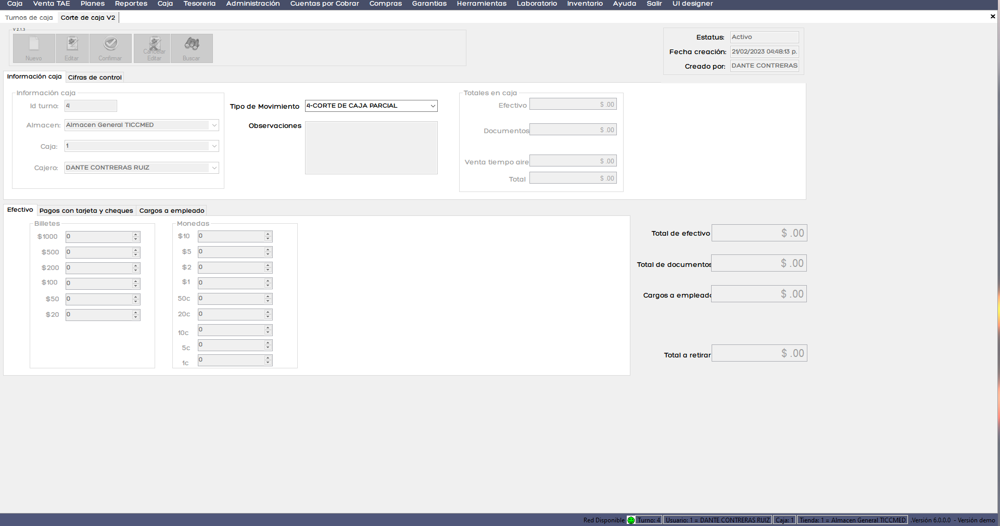 Caja Venta TAE Planes Reportes Caja Tesoreria Administración Cuentas por Cobrar Compras Garantias Herramientas Laboratorio Inventario Ayuda Salir UI designer
Turnos de caja Corte de caja V2 ×
V 2.1.3
Nuevo Editar Confirmar Cancelar Editar Buscar
Estatus: Activo
Fecha creación: 21/02/2023 04:48:13 p.
Creado por: DANTE CONTRERAS
Información caja Cifras de control
Información caja
Id turno: 4
Almacen: Almacen General TICCMED
Caja: 1
Cajero: DANTE CONTRERAS RUIZ
Tipo de Movimiento 4-CORTE DE CAJA PARCIAL
Observaciones
Totales en caja
Efectivo $ .00
Documentos $ .00
Venta tiempo aire $ .00
Total $ .00
Efectivo Pagos con tarjeta y cheques Cargos a empleado
Billetes
$1000 0
$500 0
$200 0
$100 0
$50 0
$20 0
Monedas
$10 0
$5 0
$2 0
$1 0
50c 0
20c 0
10c 0
5c 0
1c 0
Total de efectivo $ .00
Total de documentos $ .00
Cargos a empleado $ .00
Total a retirar $ .00
Red Disponible Turno: 4 Usuario: 1 = DANTE CONTRERAS RUIZ Caja: 1 Tienda: 1 = Almacen General TICCMED .Versión 6.0.0.0 - Versión demo